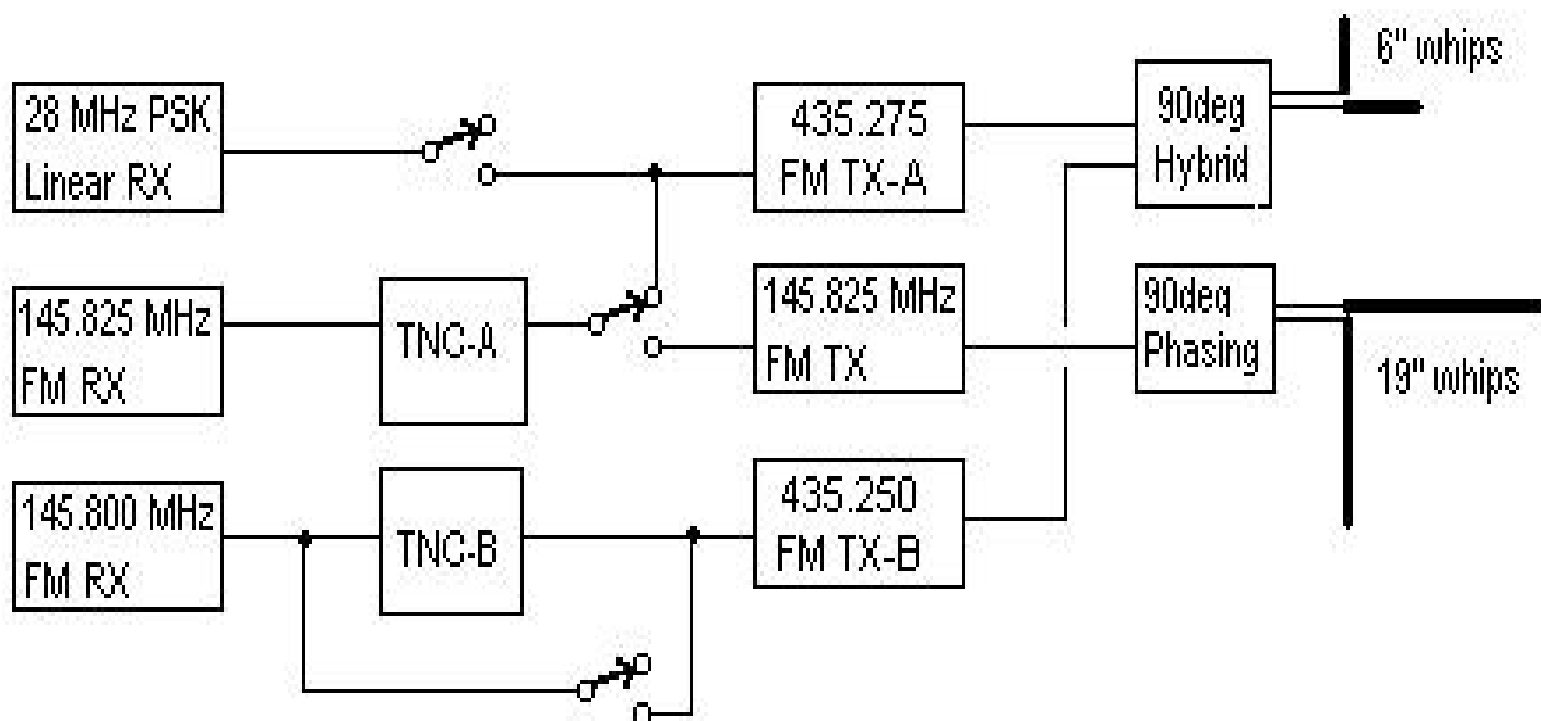 28 MHz PSK
Linear RX
435.275
FM TX-A
90deg
Hybrid
6" whips
145.825 MHz
FM RX
TNC-A
145.825 MHz
FM TX
90deg
Phasing
19" whips
145.800 MHz
FM RX
TNC-B
435.250
FM TX-B